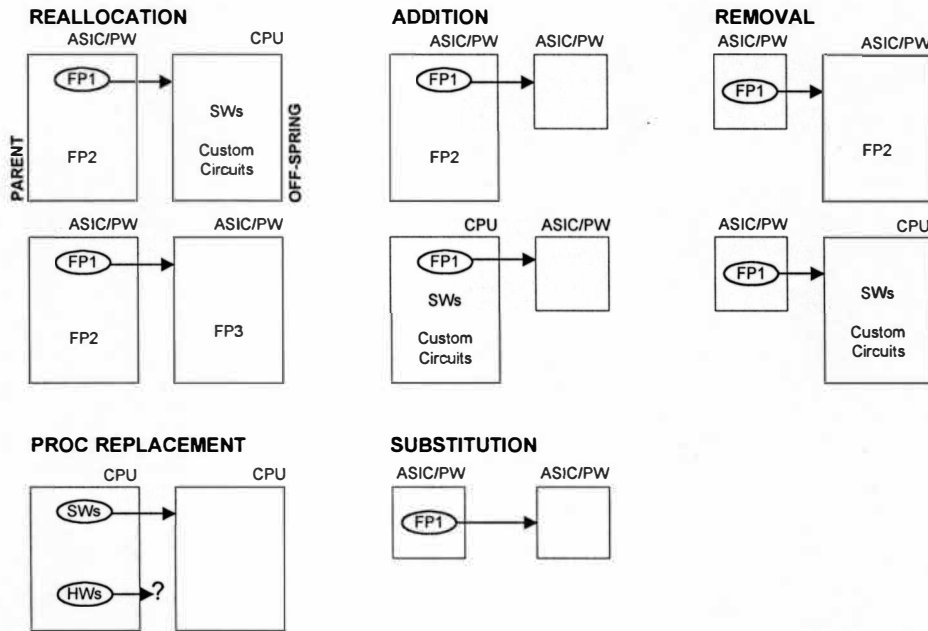 REALLOCATION
ASIC/PW CPU
FP1
SWs
FP2
Custom
Circuits
PARENT
OFF-SPRING
ASIC/PW ASIC/PW
FP1
FP2
FP3
ADDITION
ASIC/PW ASIC/PW
FP1
FP2
CPU ASIC/PW
FP1
SWs
Custom
Circuits
REMOVAL
ASIC/PW ASIC/PW
FP1
FP2
ASIC/PW CPU
FP1
SWs
Custom
Circuits
PROC REPLACEMENT
CPU CPU
SWs
HWs ?
SUBSTITUTION
ASIC/PW ASIC/PW
FP1